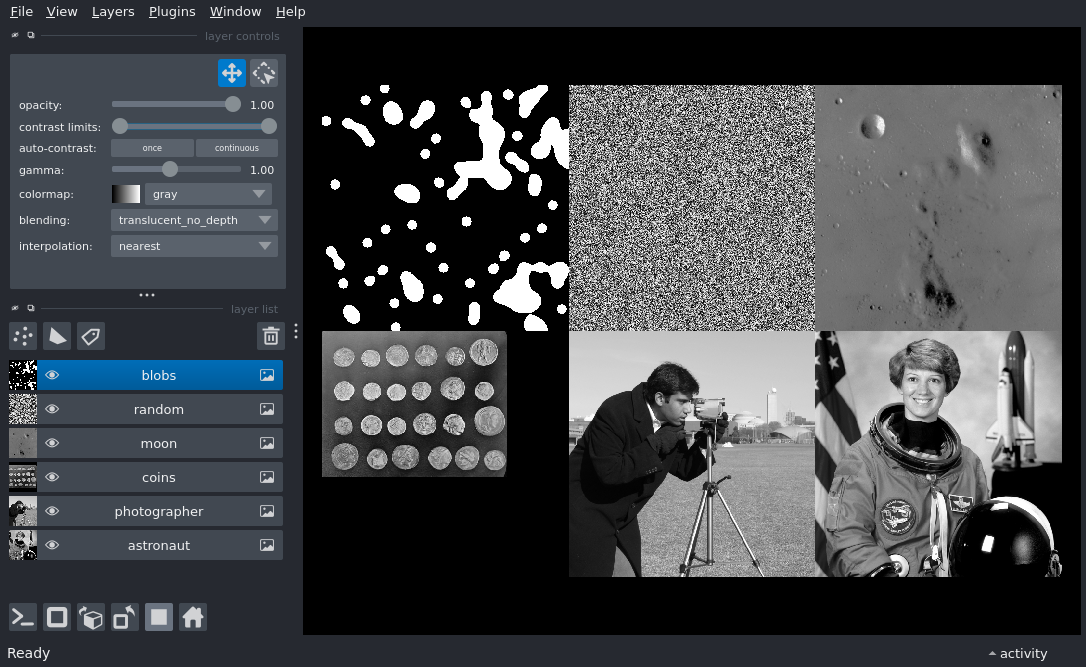 File View Layers Plugins Window Help
layer controls
opacity: 1.00
contrast limits:
auto-contrast: once continuous
gamma: 1.00
colormap: gray
blending: translucent_no_depth
interpolation: nearest
layer list
blobs
random
moon
coins
photographer
astronaut
Ready
activity